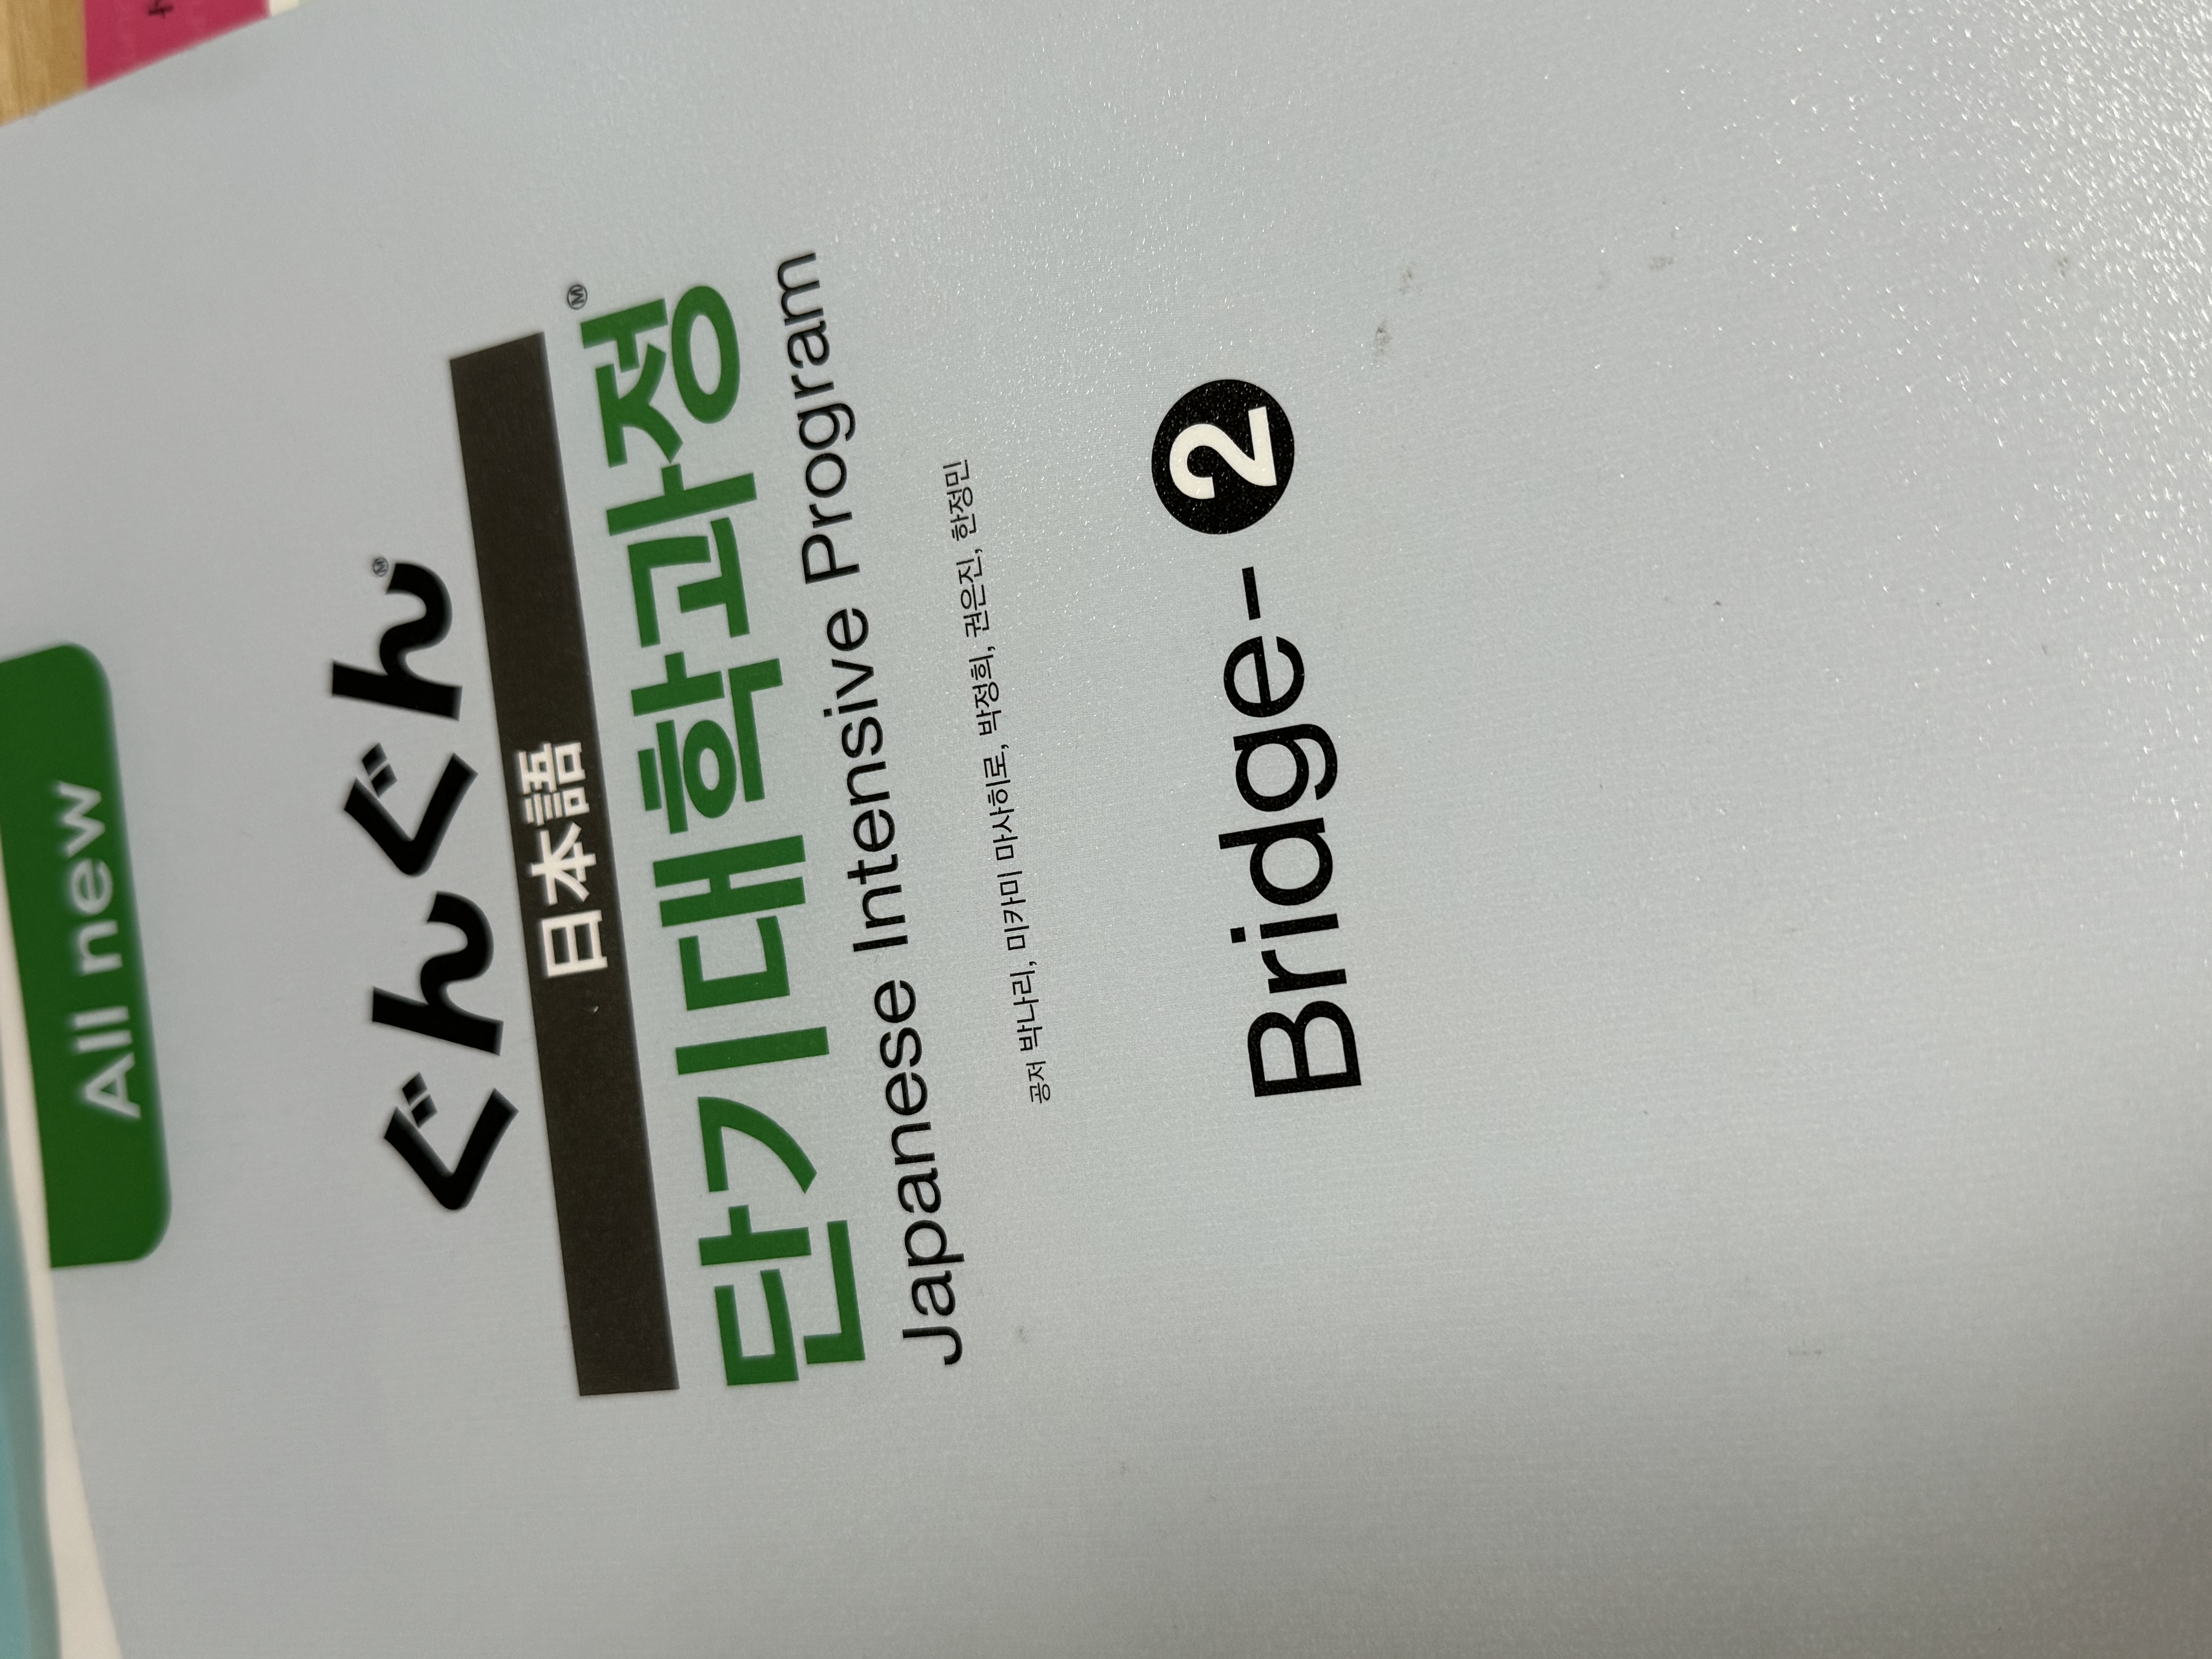 All new
ぐんぐん
日本語
단기대학과정
Japanese Intensive Program
공저 박나리, 미카미 마사히로, 박정희, 권은진, 한정민
Bridge-2